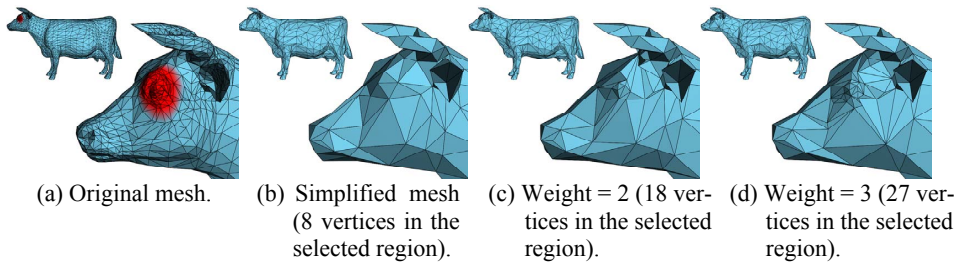 (a) Original mesh.
(b) Simplified mesh
(8 vertices in the
selected region).
(c) Weight = 2 (18 ver-
tices in the selected
region).
(d) Weight = 3 (27 ver-
tices in the selected
region).